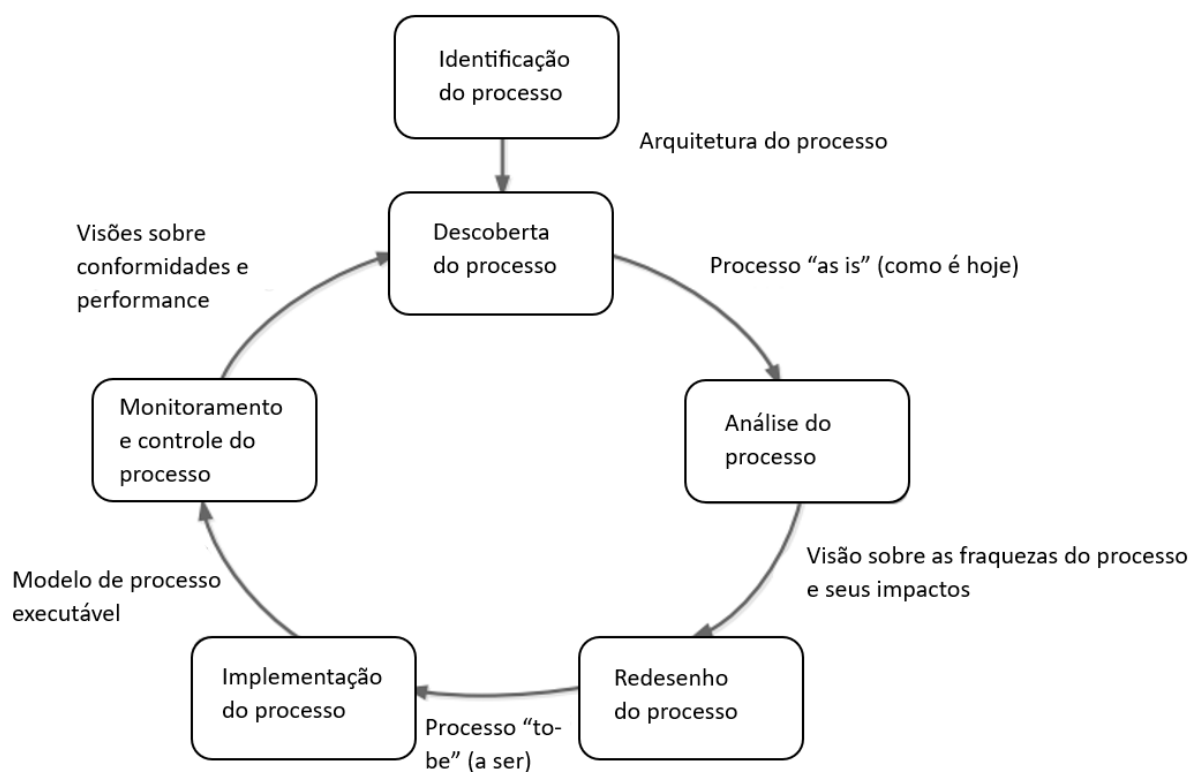 Identificação
do processo
Arquitetura do processo
Descoberta
do processo
Visões sobre
conformidades e
performance
Processo “as is” (como é hoje)
Monitoramento
e controle do
processo
Análise do
processo
Visão sobre as fraquezas do processo
e seus impactos
Modelo de processo
executável
Implementação
do processo
Redesenho
do processo
Processo “to-
be” (a ser)